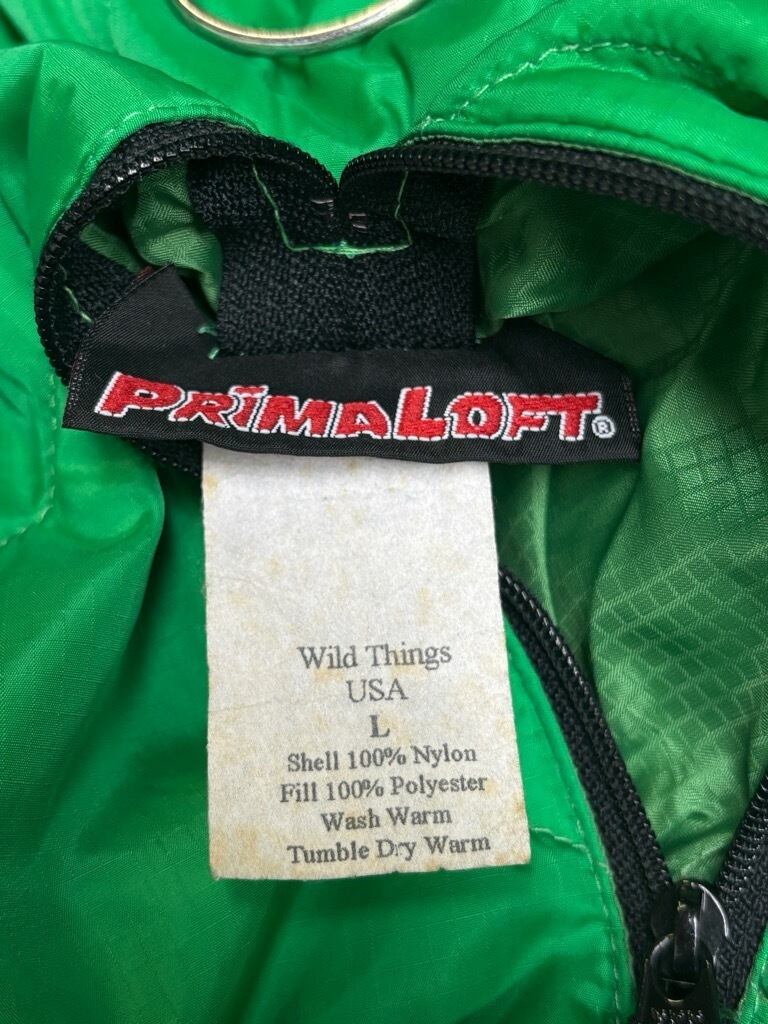 PRIMALOFT®
Wild Things
USA
L
Shell 100% Nylon
Fill 100% Polyester
Wash Warm
Tumble Dry Warm